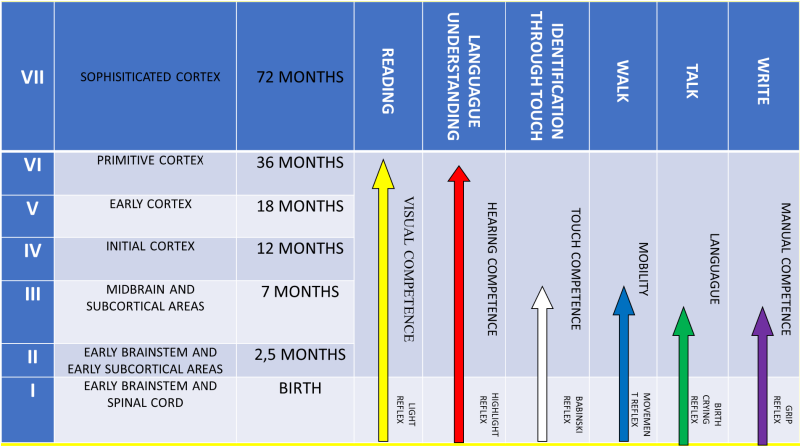 VII
SOPHISITICATED CORTEX
72 MONTHS
READING
LANGUAGUE
UNDERSTANDING
IDENTIFICATION
THROUGH TOUCH
WALK
TALK
WRITE
VI
PRIMITIVE CORTEX
36 MONTHS
V
EARLY CORTEX
18 MONTHS
IV
INITIAL CORTEX
12 MONTHS
III
MIDBRAIN AND
SUBCORTICAL AREAS
7 MONTHS
II
EARLY BRAINSTEM AND
EARLY SUBCORTICAL AREAS
2,5 MONTHS
I
EARLY BRAINSTEM AND
SPINAL CORD
BIRTH
VISUAL COMPETENCE
HEARING COMPETENCE
TOUCH COMPETENCE
MOBILITY
LANGUAGUE
MANUAL COMPETENCE
LIGHT
REFLEX
HIGHLIGHT
REFLEX
BABINSKI
REFLEX
MOVEMEN
T REFLEX
BIRTH
CRYING
REFLEX
GRIP
REFLEX